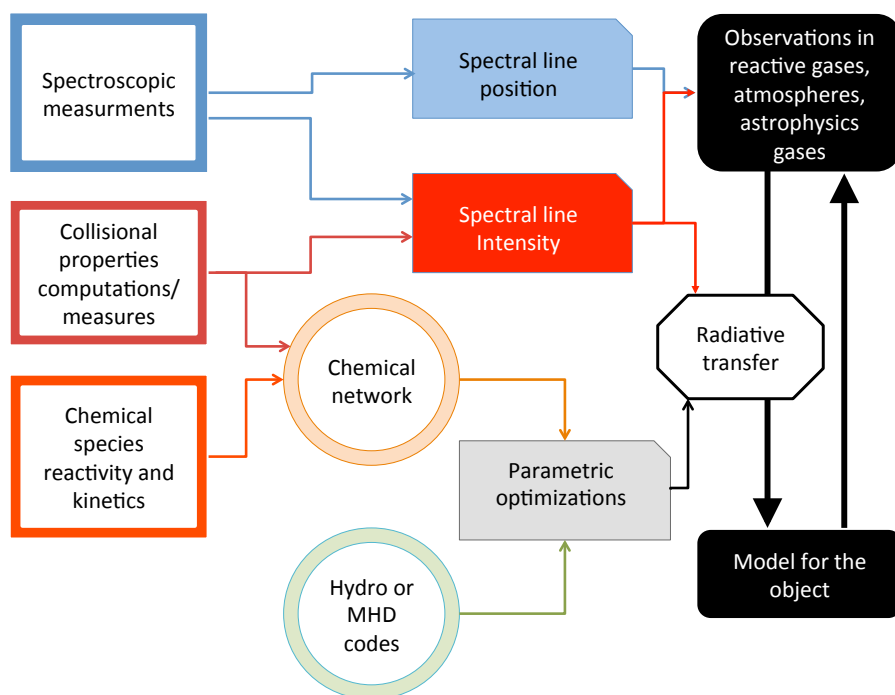 Spectroscopic
measurments
Spectral line
position
Observations in
reactive gases,
atmospheres,
astrophysics
gases
Collisional
properties
computations/
measures
Spectral line
Intensity
Radiative
transfer
Chemical
network
Chemical
species
reactivity and
kinetics
Parametric
optimizations
Hydro or
MHD
codes
Model for the
object